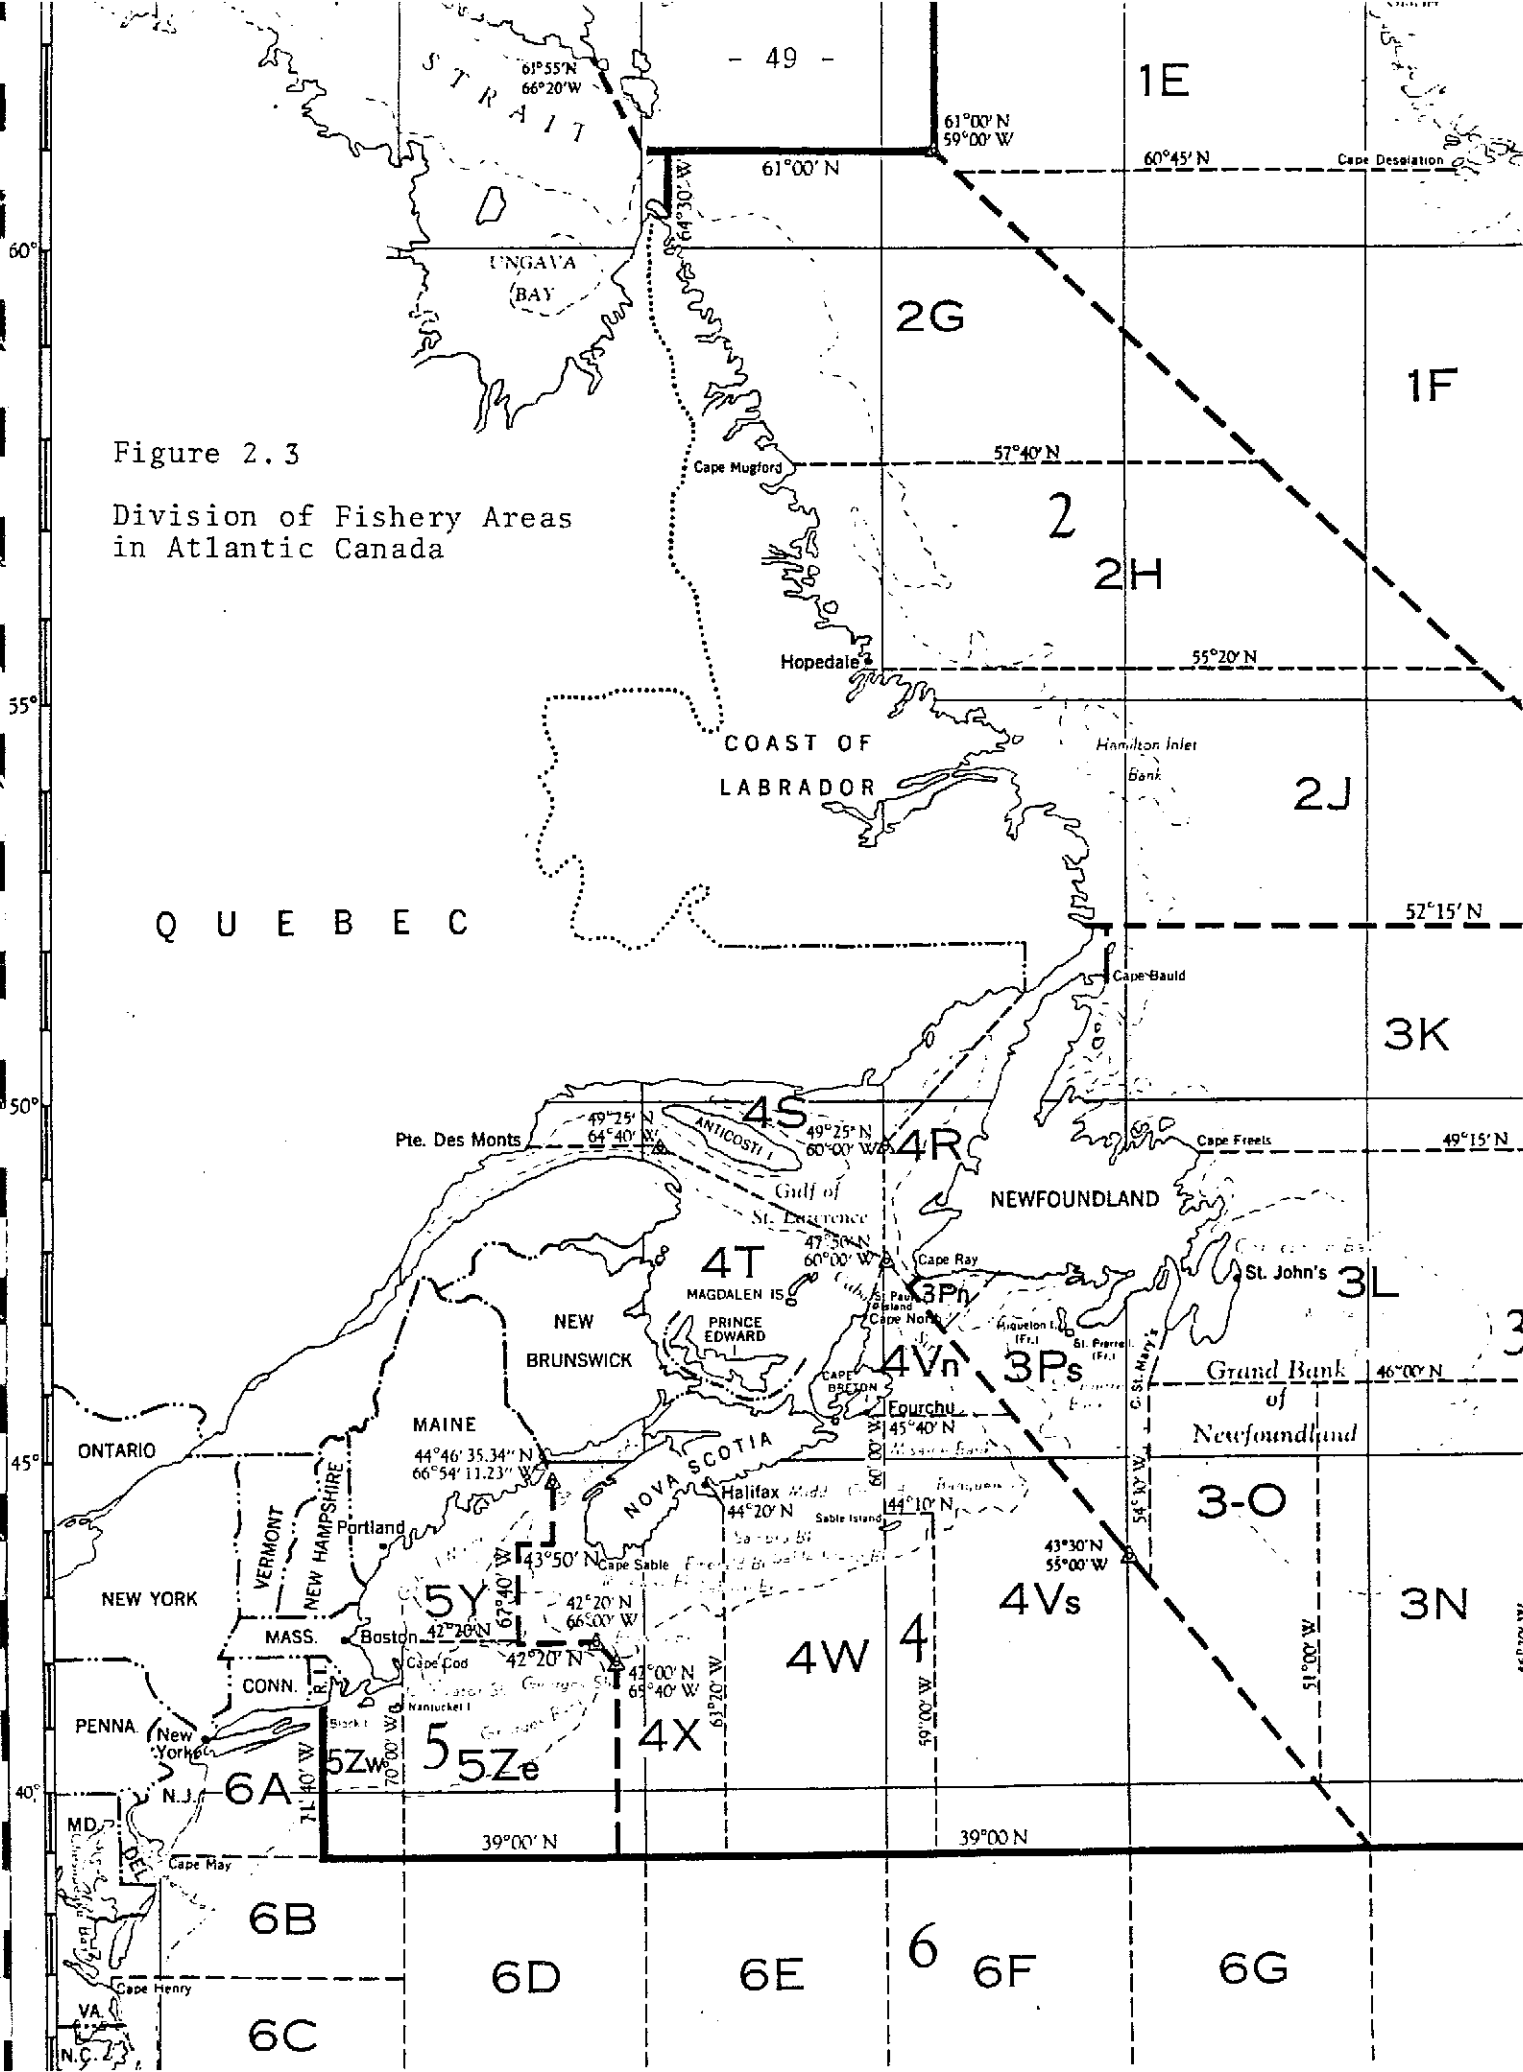 - 49 -
STRAIT
61°55'N
66°20'W
1E
61°00' N
59°00' W
61°00' N
60°45' N
Cape Desolation
64°30' W
60°
UNGAVA
BAY
2G
1F
Figure 2.3
Division of Fishery Areas
in Atlantic Canada
Cape Mugford
57°40' N
2
2H
Hopedale
55°20' N
55°
COAST OF
LABRADOR
Hamilton Inlet
Bank
2J
QUEBEC
52°15' N
Cape Bauld
3K
50°
Pte. Des Monts
49°25' N
64°40' W
4S
ANTICOSTI I
49°25' N
60°00' W
4R
Cape Freels
49°15' N
NEWFOUNDLAND
Gulf of
St. Lawrence
47°50' N
60°00' W
Cape Ray
4T
MAGDALEN IS
St. Paul
Island
Cape North
3Pn
St. John's
3L
3
NEW
BRUNSWICK
PRINCE
EDWARD
Miquelon I.
(Fr.)
St. Pierre I.
(Fr.)
4Vn
3Ps
C. St. Mary's
Grand Bank
of
Newfoundland
46°00' N
CAPE
BRETON
Fourchu
45°40' N
ONTARIO
MAINE
44°46' 35.34" N
66°54' 11.23" W
45°
NOVA SCOTIA
60°00' W
Halifax
44°20' N
Sable Island
44°10' N
54°30' W
3-O
VERMONT
NEW HAMPSHIRE
Portland
43°50' N
Cape Sable
43°30' N
55°00' W
NEW YORK
5Y
67°40' W
42°20' N
66°00' W
4Vs
3N
MASS.
Boston
42°20' N
4W
4
51°00' W
Cape Cod
42°20' N
42°00' N
65°40' W
CONN.
R.I.
Nantucket I
63°20' W
59°00' W
PENNA.
New
York
Block I
5Zw
70°00' W
5
5Ze
4X
40°
N.J.
6A
71°40' W
MD.
DEL.
39°00' N
39°00 N
Cape May
6B
6D
6E
6
6F
6G
Cape Henry
VA.
N.C.
6C